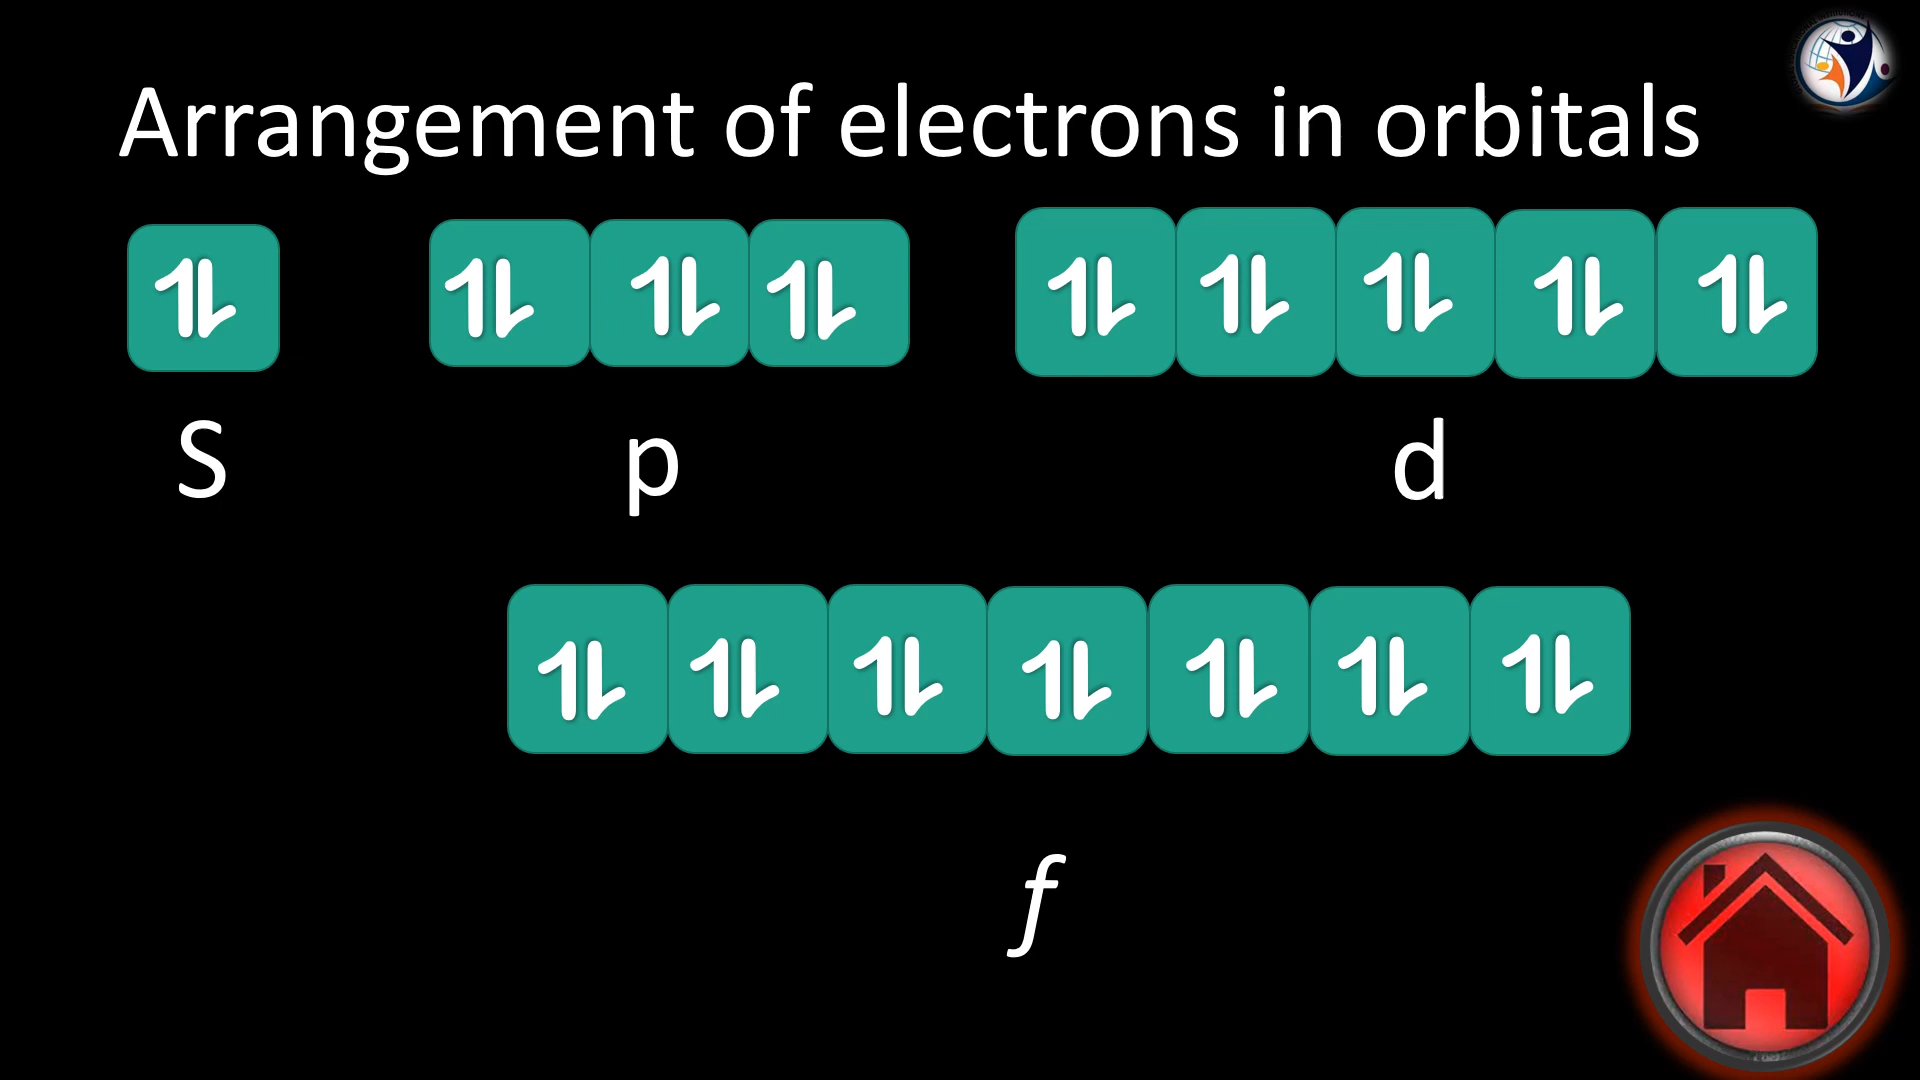 Arrangement of electrons in orbitals
⥮ ⥮ ⥮ ⥮ ⥮ ⥮ ⥮ ⥮ ⥮
S p d
⥮ ⥮ ⥮ ⥮ ⥮ ⥮ ⥮
f